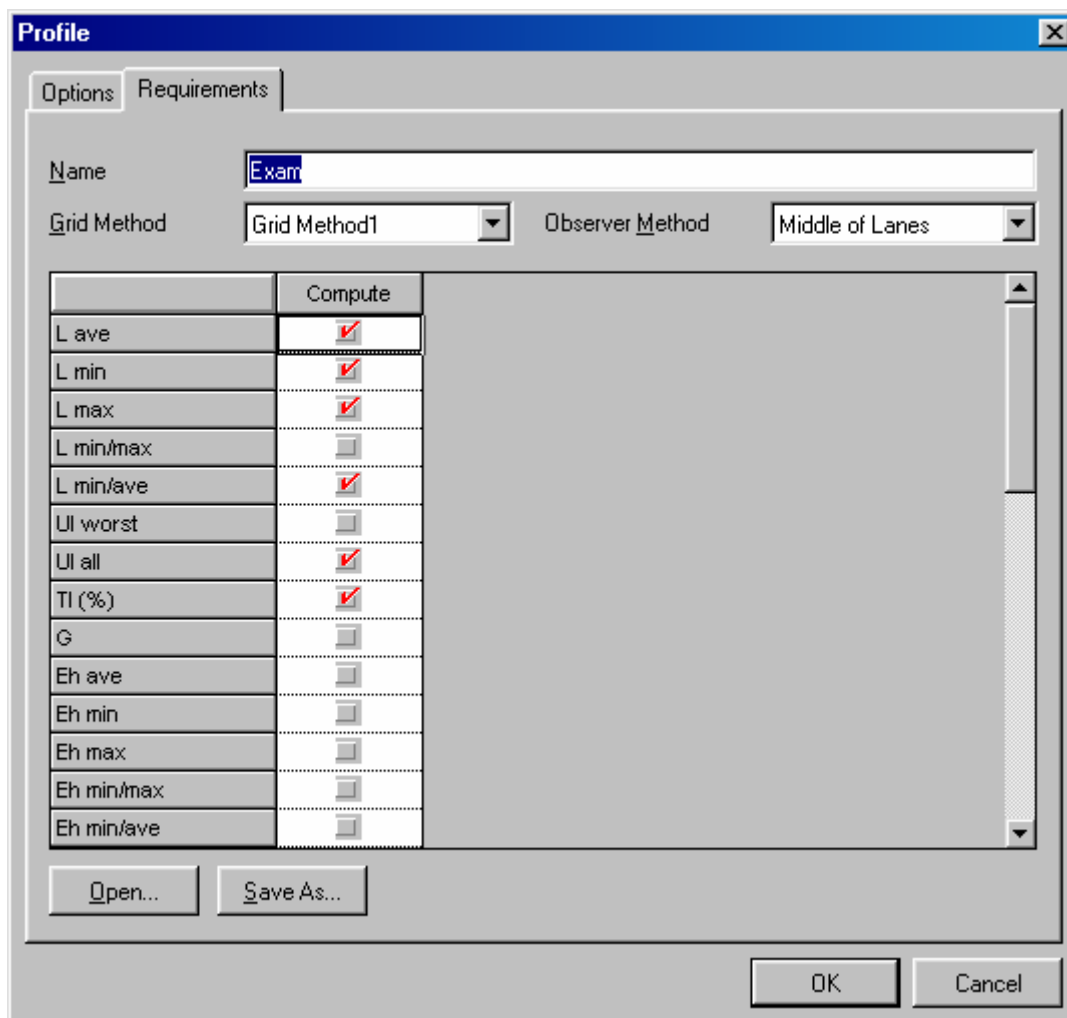 Profile
Options Requirements
Name Exam
Grid Method Grid Method1 Observer Method Middle of Lanes
Compute
L ave
L min
L max
L min/max
L min/ave
Ul worst
Ul all
TI (%)
G
Eh ave
Eh min
Eh max
Eh min/max
Eh min/ave
Open... Save As...
OK Cancel